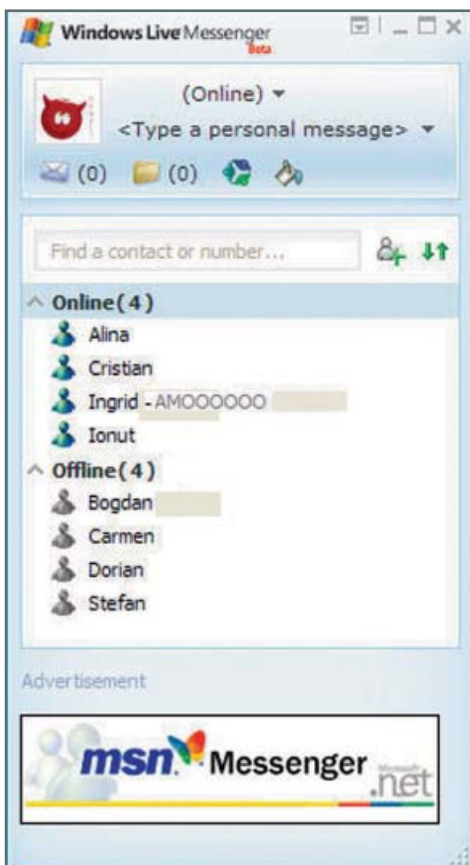 Windows Live Messenger
Beta
(Online)
<Type a personal message>
(0) (0)
Find a contact or number...
Online(4)
Alina
Cristian
Ingrid - AMOOOOOO
Ionut
Offline(4)
Bogdan
Carmen
Dorian
Stefan
Advertisement
msn Messenger
Microsoft
.net